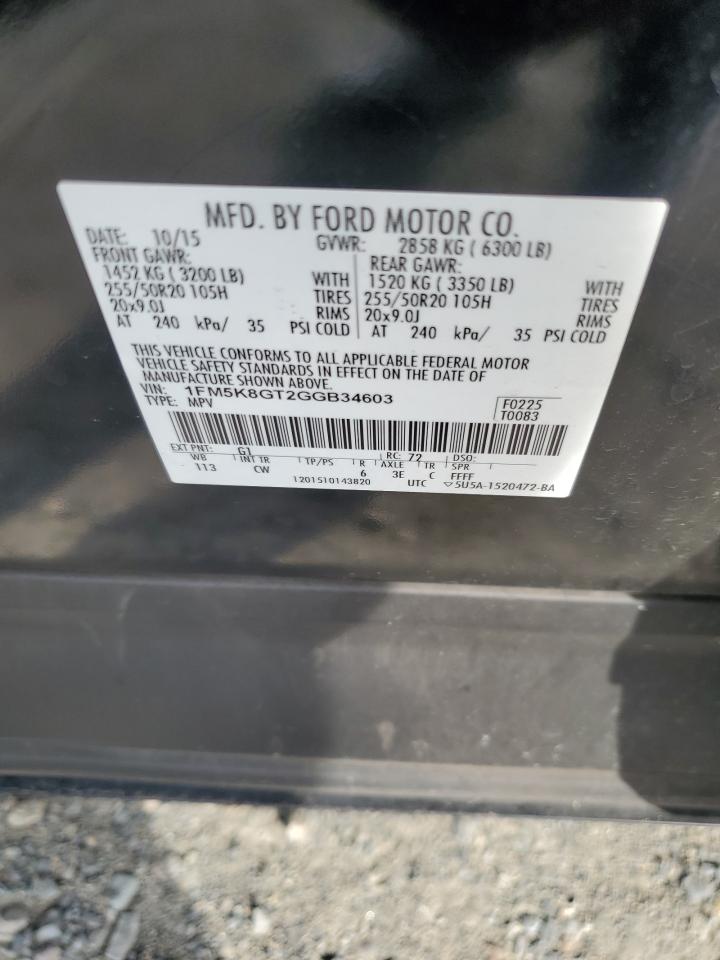 MFD. BY FORD MOTOR CO.
DATE: 10/15 GVWR: 2858 KG ( 6300 LB)
FRONT GAWR: REAR GAWR:
1452 KG ( 3200 LB) WITH 1520 KG ( 3350 LB) WITH
255/50R20 105H TIRES 255/50R20 105H TIRES
20x9.0J RIMS 20x9.0J RIMS
AT 240 kPa/ 35 PSI COLD AT 240 kPa/ 35 PSI COLD
THIS VEHICLE CONFORMS TO ALL APPLICABLE FEDERAL MOTOR
VEHICLE SAFETY STANDARDS IN EFFECT ON THE DATE OF
MANUFACTURE SHOWN ABOVE.
VIN: 1FM5K8GT2GGB34603
TYPE: MPV
F0225
T0083
EXT PNT: G1 RC: 72 DSO:
WB INT TR TP/PS R AXLE TR SPR
113 CW 6 3E C FFFF
1201510143820 UTC ▽5U5A-1520472-BA